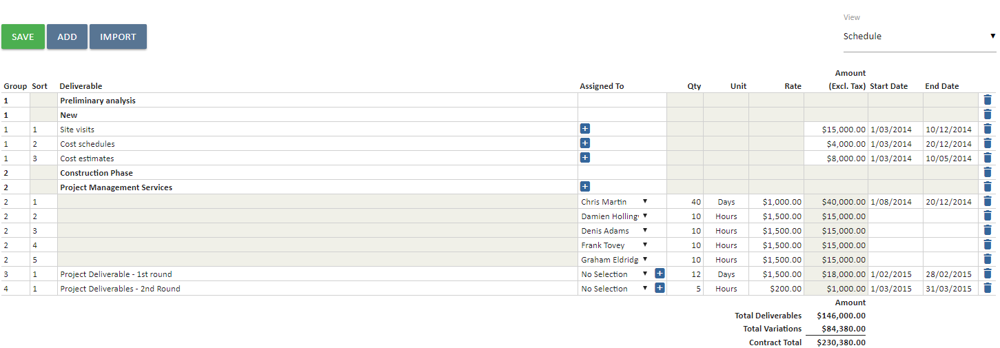 View
SAVE ADD IMPORT Schedule
Amount
Group Sort Deliverable Assigned To Qty Unit Rate (Excl. Tax) Start Date End Date
1 Preliminary analysis
1 New
1 1 Site visits $15,000.00 1/03/2014 10/12/2014
1 2 Cost schedules $4,000.00 1/03/2014 20/12/2014
1 3 Cost estimates $8,000.00 1/03/2014 10/05/2014
2 Construction Phase
2 Project Management Services
2 1 Chris Martin 40 Days $1,000.00 $40,000.00 1/08/2014 20/12/2014
2 2 Damien Holling 10 Hours $1,500.00 $15,000.00
2 3 Denis Adams 10 Hours $1,500.00 $15,000.00
2 4 Frank Tovey 10 Hours $1,500.00 $15,000.00
2 5 Graham Eldridg 10 Hours $1,500.00 $15,000.00
3 1 Project Deliverable - 1st round No Selection 12 Days $1,500.00 $18,000.00 1/02/2015 28/02/2015
4 1 Project Deliverables - 2nd Round No Selection 5 Hours $200.00 $1,000.00 1/03/2015 31/03/2015
Amount
Total Deliverables $146,000.00
Total Variations $84,380.00
Contract Total $230,380.00